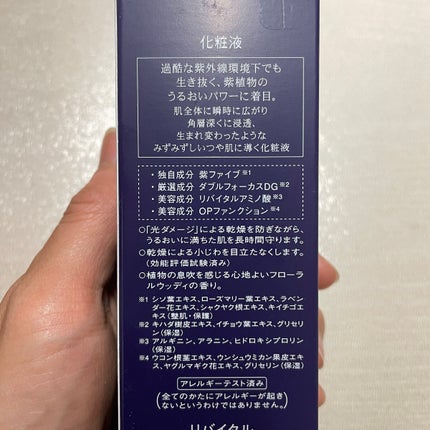 化粧液
過酷な紫外線環境下でも
生き抜く、紫植物の
うるおいパワーに着目。
肌全体に瞬時に広がり
角層深くに浸透、
生まれ変わったような
みずみずしいつや肌に導く化粧液
・独自成分 紫ファイブ※1
・厳選成分 ダブルフォーカスDG※2
・美容成分 リバイタルアミノ酸※3
・美容成分 OPファンクション※4
○「光ダメージ」による乾燥を防ぎながら、
うるおいに満ちた肌を長時間守ります。
○乾燥による小じわを目立たなくします。
(効能評価試験済み)
○植物の息吹を感じる心地よいフローラ
ルウッディの香り。
※1 シソ葉エキス、ローズマリー葉エキス、ラベン
ダー花エキス、シャクヤク根エキス、キイチゴエ
キス(整肌・保護)
※2 キハダ樹皮エキス、イチョウ葉エキス、グリセリ
ン(保湿)
※3 アルギニン、アラニン、ヒドロキシプロリン
(保湿)
※4 ウコン根茎エキス、ウンシュウミカン果皮エキ
ス、ヤグルマギク花エキス、グリセリン(保湿)
アレルギーテスト済み
(全てのかたにアレルギーが起き
ないというわけではありません。)
リバイタル